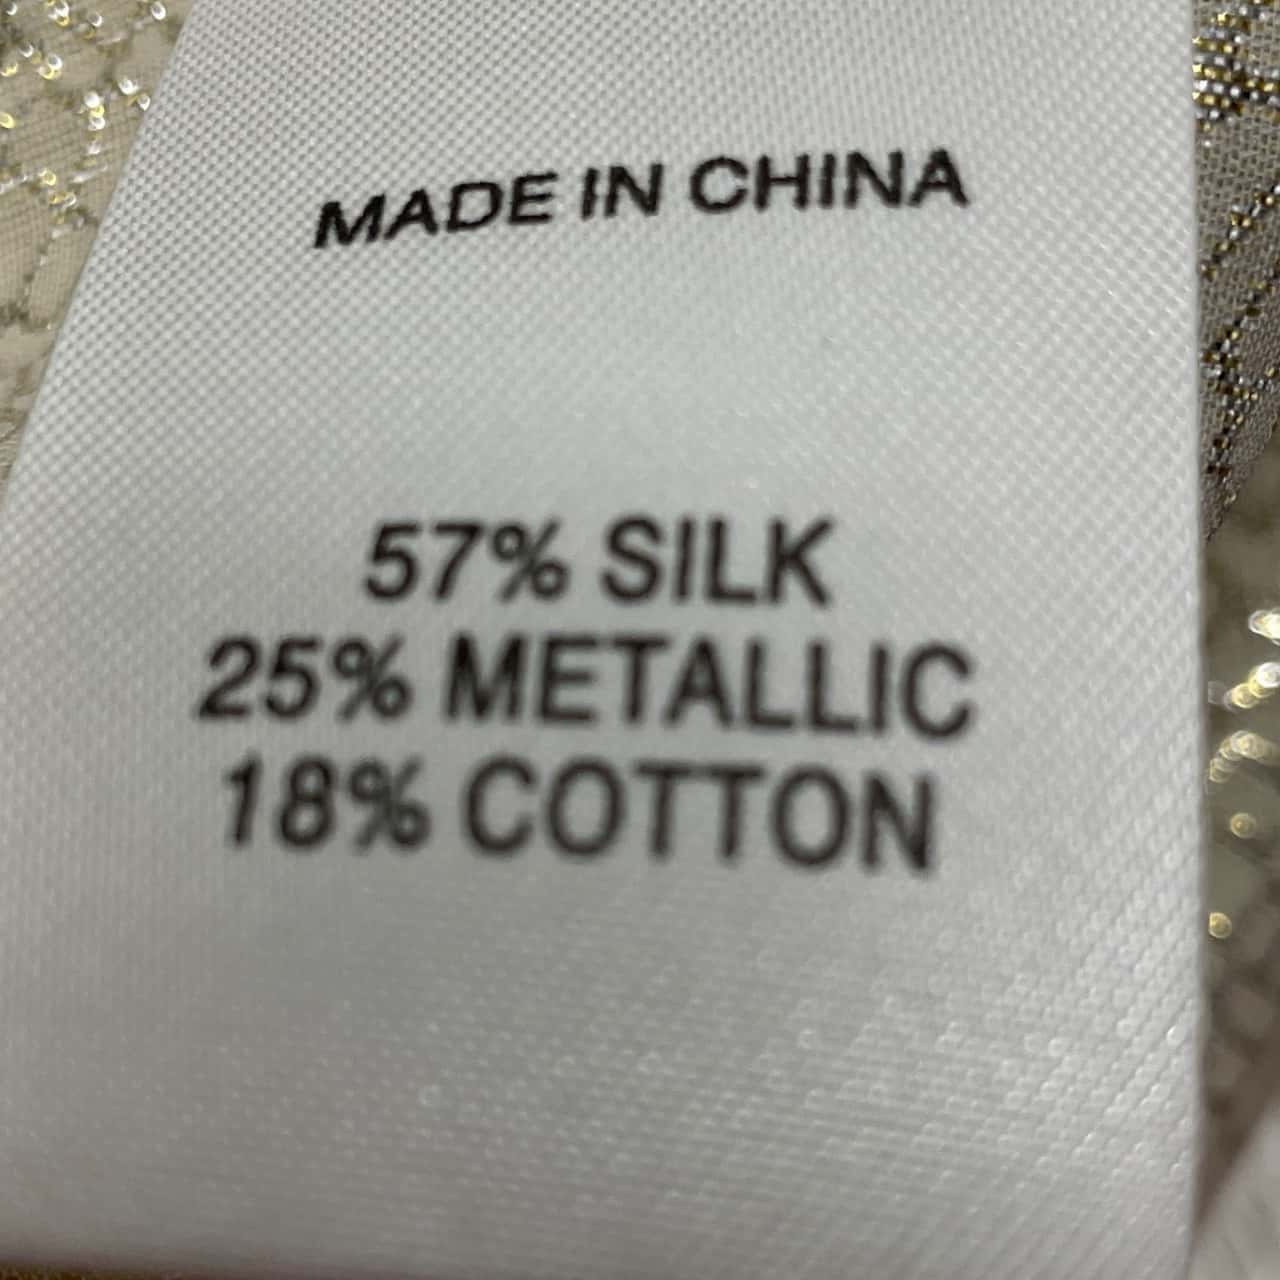 MADE IN CHINA
57% SILK
25% METALLIC
18% COTTON